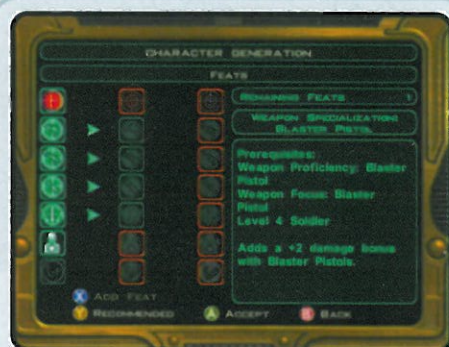 CHARACTER GENERATION
FEATS
REMAINING FEATS 1
WEAPON SPECIALIZATION:
BLASTER PISTOL
Prerequisites:
Weapon Proficiency: Blaster
Pistol
Weapon Focus: Blaster
Pistol
Level 4 Soldier
Adds a +2 damage bonus
with Blaster Pistols.
X ADD FEAT
Y RECOMMENDED
A ACCEPT
B BACK